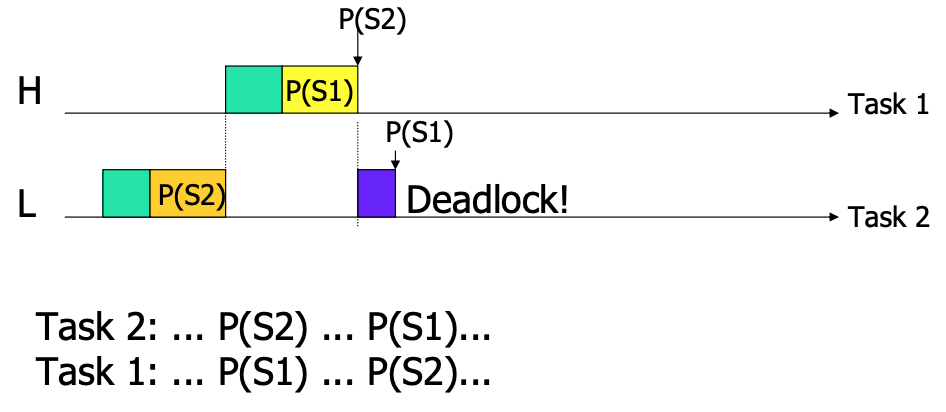 P(S2)
H
P(S1)
Task 1
P(S1)
L
P(S2)
Deadlock!
Task 2
Task 2: ... P(S2) ... P(S1)...
Task 1: ... P(S1) ... P(S2)...